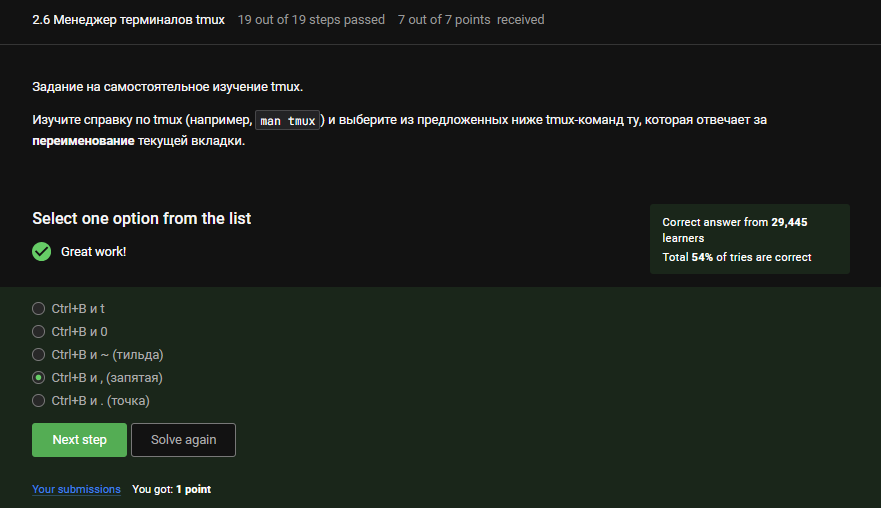 2.6 Менеджер терминалов tmux 19 out of 19 steps passed 7 out of 7 points received
Задание на самостоятельное изучение tmux.
Изучите справку по tmux (например, man tmux) и выберите из предложенных ниже tmux-команд ту, которая отвечает за
переименование текущей вкладки.
Select one option from the list
Great work!
Correct answer from 29,445
learners
Total 54% of tries are correct
Ctrl+B и t
Ctrl+B и 0
Ctrl+B и ~ (тильда)
Ctrl+B и , (запятая)
Ctrl+B и . (точка)
Next step
Solve again
Your submissions You got: 1 point